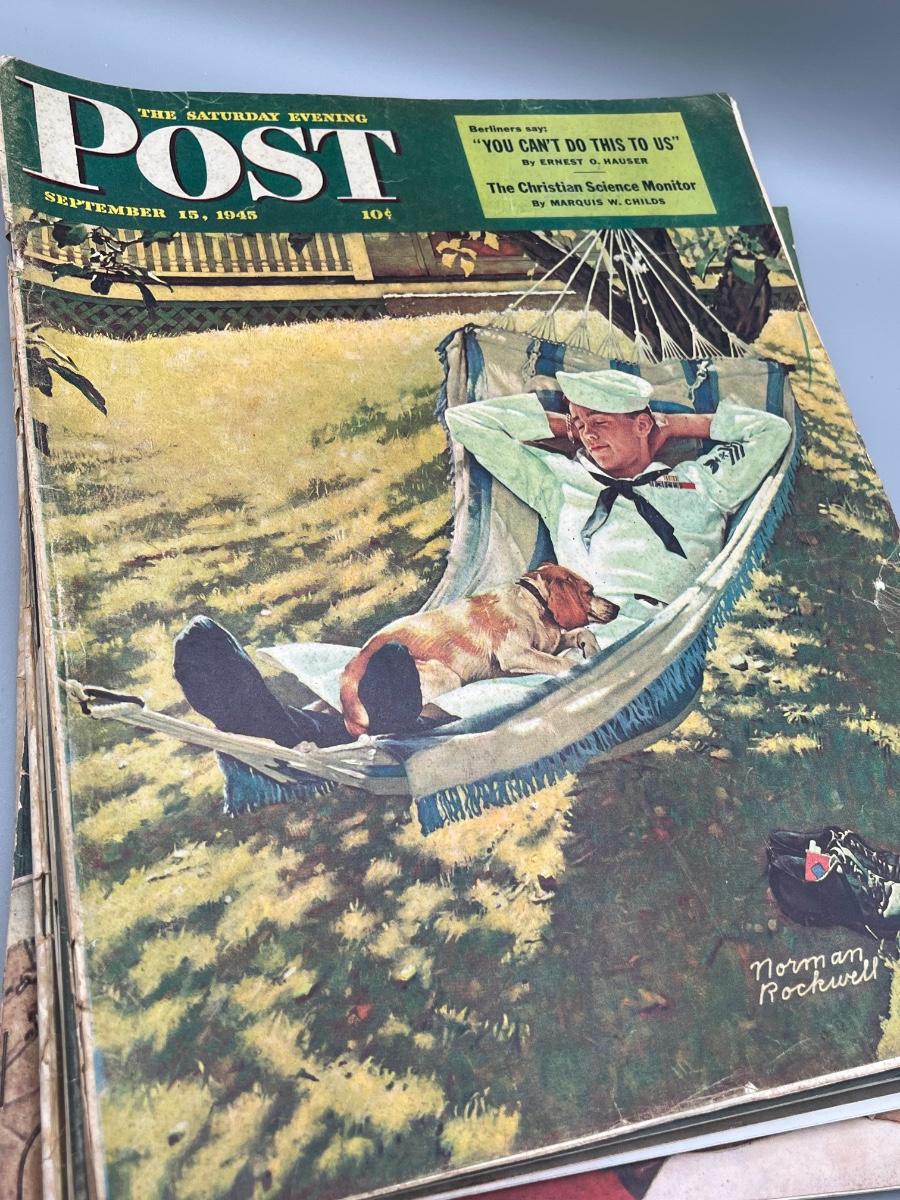 THE SATURDAY EVENING
POST
SEPTEMBER 15, 1945 10¢
Berliners say:
"YOU CAN'T DO THIS TO US"
By ERNEST O. HAUSER
The Christian Science Monitor
By MARQUIS W. CHILDS
Norman
Rockwell